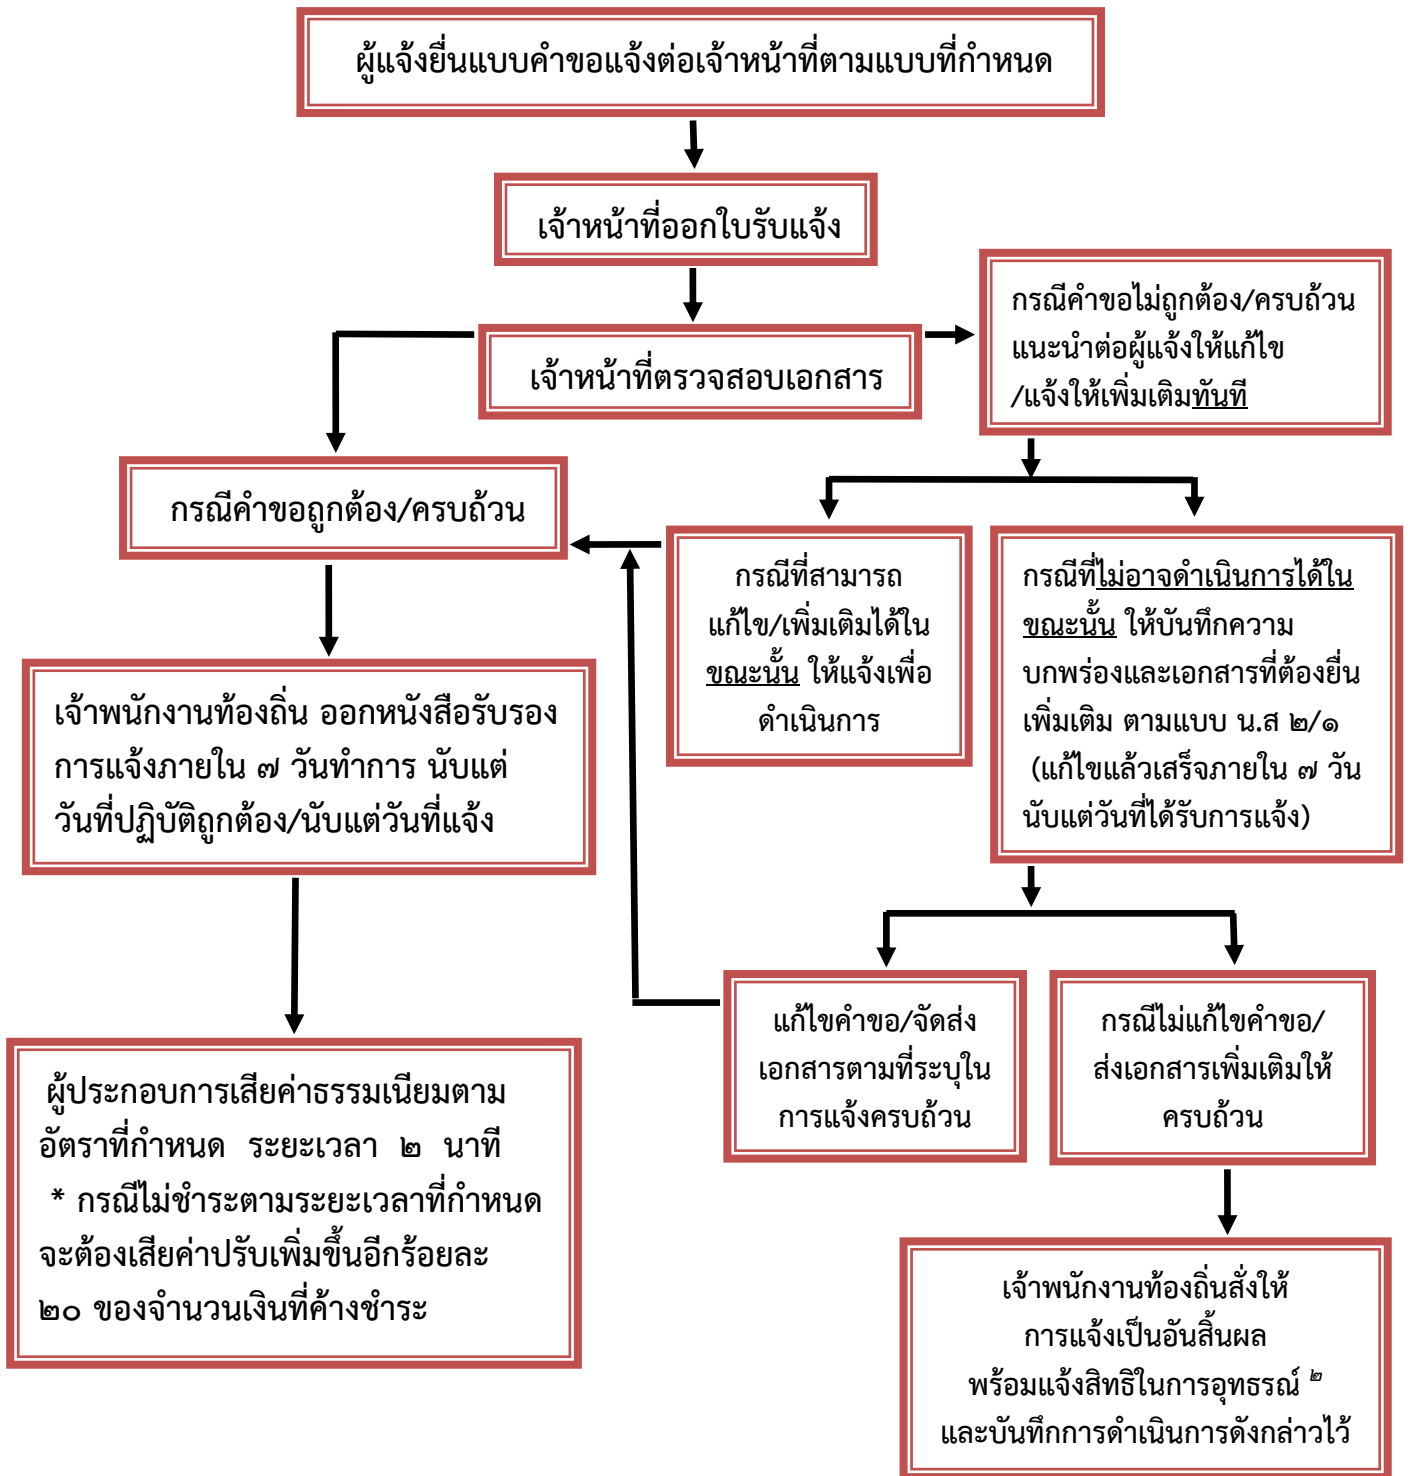 ผู้แจ้งยื่นแบบคำขอแจ้งต่อเจ้าหน้าที่ตามแบบที่กำหนด
เจ้าหน้าที่ออกใบรับแจ้ง
เจ้าหน้าที่ตรวจสอบเอกสาร
กรณีคำขอไม่ถูกต้อง/ครบถ้วน
แนะนำต่อผู้แจ้งให้แก้ไข
/แจ้งให้เพิ่มเติมทันที
กรณีคำขอถูกต้อง/ครบถ้วน
กรณีที่สามารถ
แก้ไข/เพิ่มเติมได้ใน
ขณะนั้น ให้แจ้งเพื่อ
ดำเนินการ
กรณีที่ไม่อาจดำเนินการได้ใน
ขณะนั้น ให้บันทึกความ
บกพร่องและเอกสารที่ต้องยื่น
เพิ่มเติม ตามแบบ น.ส ๒/๑
(แก้ไขแล้วเสร็จภายใน ๗ วัน
นับแต่วันที่ได้รับการแจ้ง)
เจ้าพนักงานท้องถิ่น ออกหนังสือรับรอง
การแจ้งภายใน ๗ วันทำการ นับแต่
วันที่ปฏิบัติถูกต้อง/นับแต่วันที่แจ้ง
แก้ไขคำขอ/จัดส่ง
เอกสารตามที่ระบุใน
การแจ้งครบถ้วน
กรณีไม่แก้ไขคำขอ/
ส่งเอกสารเพิ่มเติมให้
ครบถ้วน
ผู้ประกอบการเสียค่าธรรมเนียมตาม
อัตราที่กำหนด ระยะเวลา ๒ นาที
* กรณีไม่ชำระตามระยะเวลาที่กำหนด
จะต้องเสียค่าปรับเพิ่มขึ้นอีกร้อยละ
๒๐ ของจำนวนเงินที่ค้างชำระ
เจ้าพนักงานท้องถิ่นสั่งให้
การแจ้งเป็นอันสิ้นผล
พร้อมแจ้งสิทธิในการอุทธรณ์ ๒
และบันทึกการดำเนินการดังกล่าวไว้